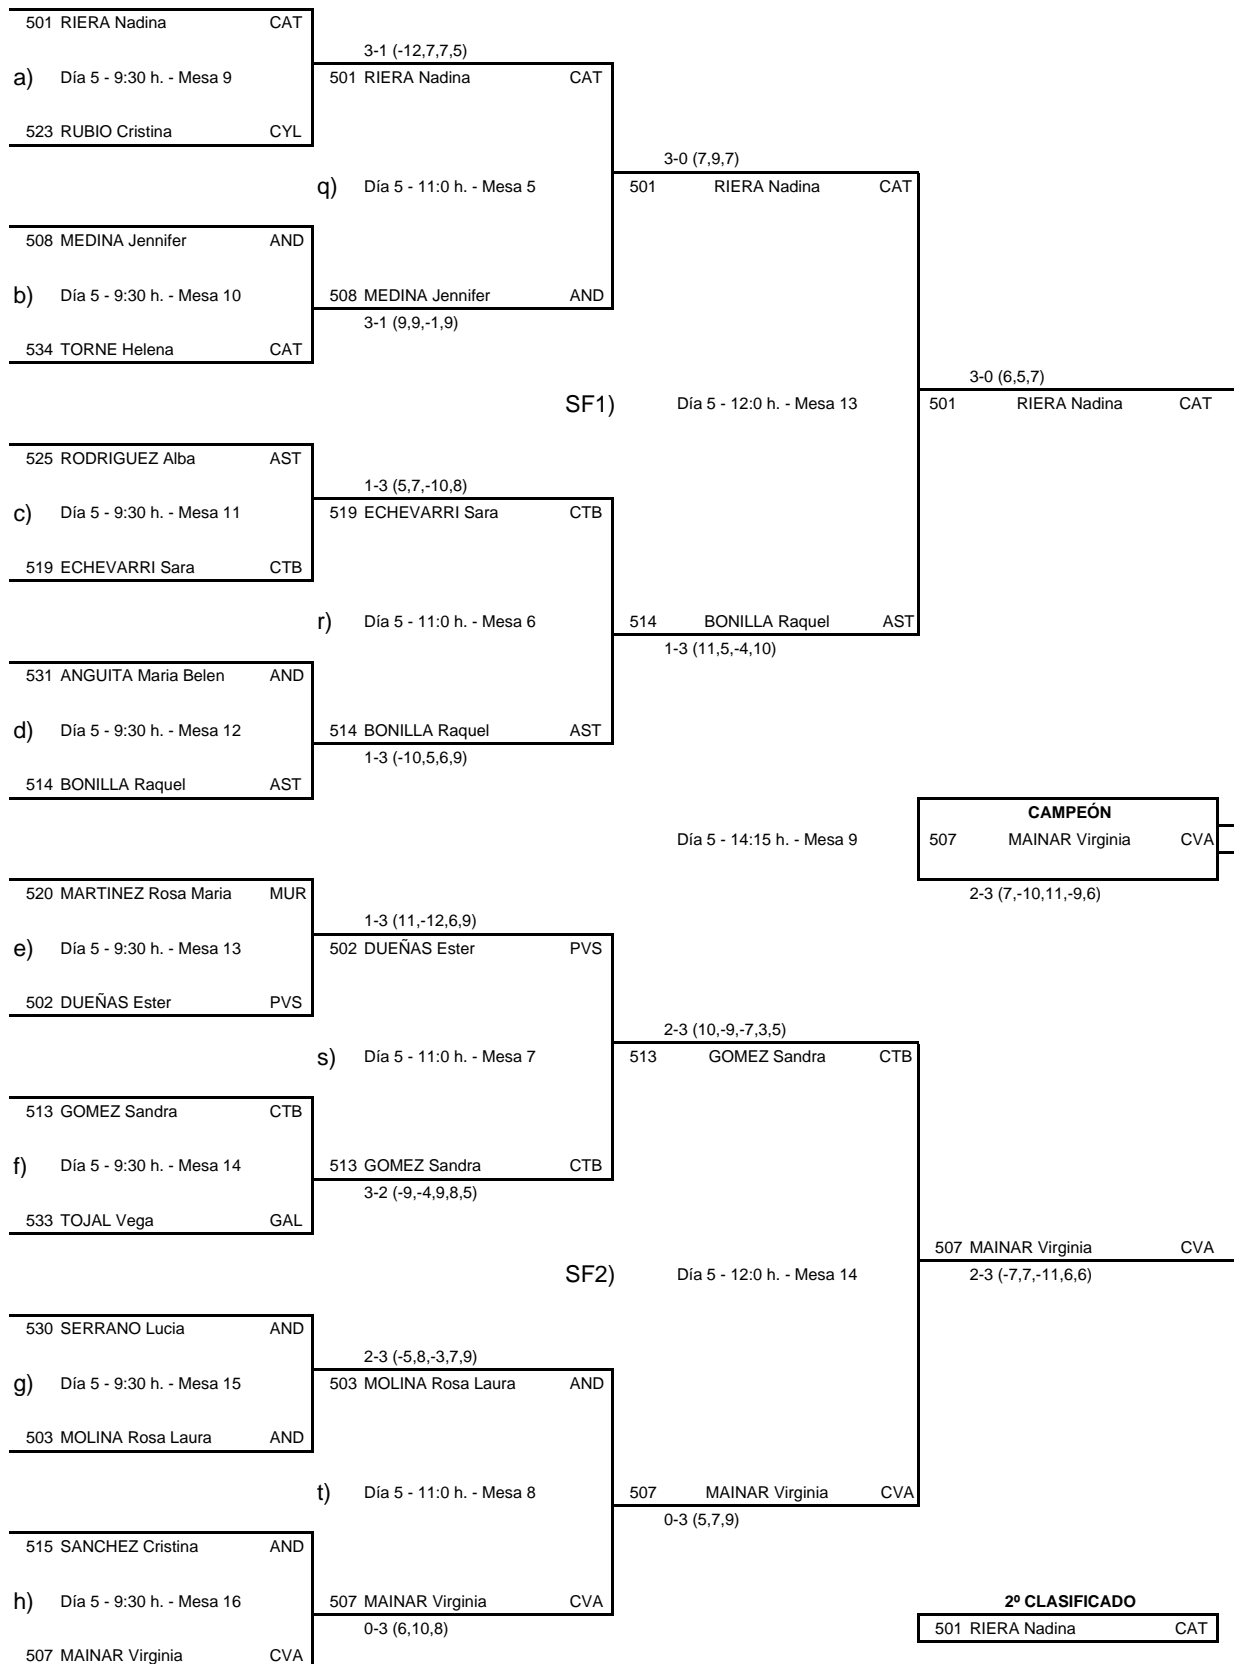 501 RIERA Nadina CAT
3-1 (-12,7,7,5)
a) Día 5 - 9:30 h. - Mesa 9 501 RIERA Nadina CAT
523 RUBIO Cristina CYL
3-0 (7,9,7)
q) Día 5 - 11:0 h. - Mesa 5 501 RIERA Nadina CAT
508 MEDINA Jennifer AND
b) Día 5 - 9:30 h. - Mesa 10 508 MEDINA Jennifer AND
3-1 (9,9,-1,9)
534 TORNE Helena CAT
3-0 (6,5,7)
SF1) Día 5 - 12:0 h. - Mesa 13 501 RIERA Nadina CAT
525 RODRIGUEZ Alba AST
1-3 (5,7,-10,8)
c) Día 5 - 9:30 h. - Mesa 11 519 ECHEVARRI Sara CTB
519 ECHEVARRI Sara CTB
r) Día 5 - 11:0 h. - Mesa 6 514 BONILLA Raquel AST
1-3 (11,5,-4,10)
531 ANGUITA Maria Belen AND
d) Día 5 - 9:30 h. - Mesa 12 514 BONILLA Raquel AST
1-3 (-10,5,6,9)
514 BONILLA Raquel AST
CAMPEÓN
Día 5 - 14:15 h. - Mesa 9 507 MAINAR Virginia CVA
520 MARTINEZ Rosa Maria MUR 2-3 (7,-10,11,-9,6)
1-3 (11,-12,6,9)
e) Día 5 - 9:30 h. - Mesa 13 502 DUEÑAS Ester PVS
502 DUEÑAS Ester PVS
2-3 (10,-9,-7,3,5)
s) Día 5 - 11:0 h. - Mesa 7 513 GOMEZ Sandra CTB
513 GOMEZ Sandra CTB
f) Día 5 - 9:30 h. - Mesa 14 513 GOMEZ Sandra CTB
3-2 (-9,-4,9,8,5)
533 TOJAL Vega GAL
507 MAINAR Virginia CVA
SF2) Día 5 - 12:0 h. - Mesa 14 2-3 (-7,7,-11,6,6)
530 SERRANO Lucia AND
2-3 (-5,8,-3,7,9)
g) Día 5 - 9:30 h. - Mesa 15 503 MOLINA Rosa Laura AND
503 MOLINA Rosa Laura AND
t) Día 5 - 11:0 h. - Mesa 8 507 MAINAR Virginia CVA
0-3 (5,7,9)
515 SANCHEZ Cristina AND
h) Día 5 - 9:30 h. - Mesa 16 507 MAINAR Virginia CVA 2º CLASIFICADO
0-3 (6,10,8) 501 RIERA Nadina CAT
507 MAINAR Virginia CVA